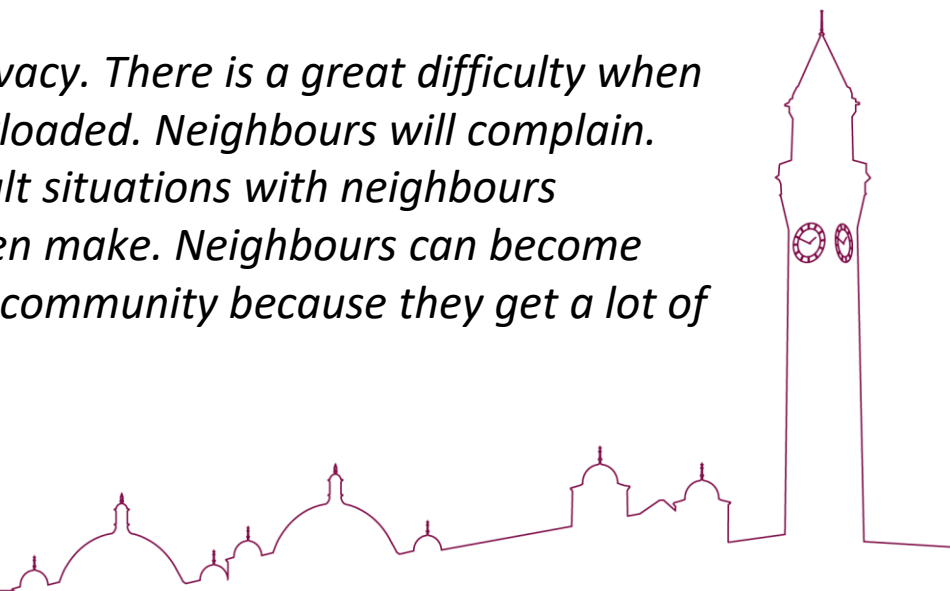 vacy. There is a great difficulty when
loaded. Neighbours will complain.
lt situations with neighbours
en make. Neighbours can become
community because they get a lot of